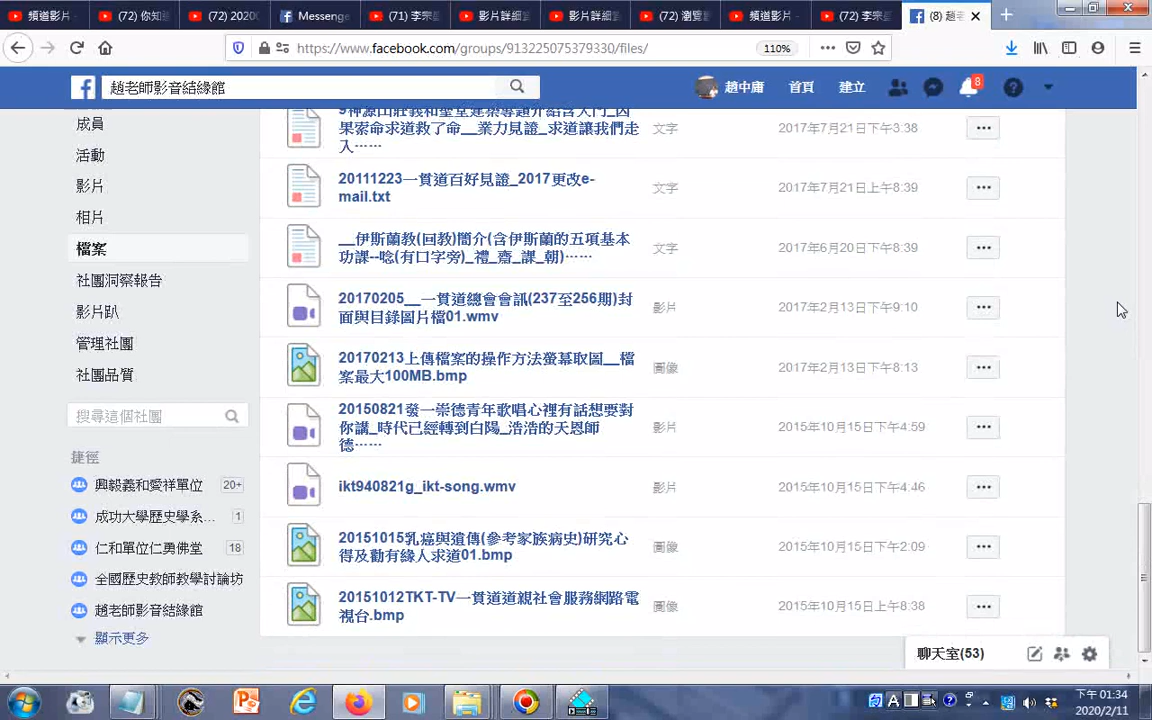 頻道影片 -
(72) 你知道
(72) 2020
Messenge
(71) 李宗
影片詳細
影片詳細
(72) 瀏覽
頻道影片 -
(72) 李宗
(8) 趙老
https://www.facebook.com/groups/913225075379330/files/
110%
趙老師影音結緣館
趙中庸
首頁
建立
8
成員
活動
影片
相片
檔案
社團洞察報告
影片趴
管理社團
社團品質
搜尋這個社團
捷徑
興毅義和愛祥單位 20+
成功大學歷史學系... 1
仁和單位仁勇佛堂 18
全國歷史教師教學討論坊
趙老師影音結緣館
顯示更多
9神源山莊義和聖堂建築導題介紹含大門_因
果索命求道救了命__業力見證_求道讓我們走
入……
文字
2017年7月21日下午3:38
20111223一貫道百好見證_2017更改e-
mail.txt
文字
2017年7月21日上午8:39
__伊斯蘭教(回教)簡介(含伊斯蘭的五項基本
功課--唸(有口字旁)_禮_齋_課_朝)……
文字
2017年6月20日下午8:39
20170205__一貫道總會會訊(237至256期)封
面與目錄圖片檔01.wmv
影片
2017年2月13日下午9:10
20170213上傳檔案的操作方法螢幕取圖__檔
案最大100MB.bmp
圖像
2017年2月13日下午8:13
20150821發一崇德青年歌唱心裡有話想要對
你講_時代已經轉到白陽_浩浩的天恩師
德……
影片
2015年10月15日下午4:59
ikt940821g_ikt-song.wmv
影片
2015年10月15日下午4:46
20151015乳癌與遺傳(參考家族病史)研究心
得及勸有緣人求道01.bmp
圖像
2015年10月15日下午2:09
20151012TKT-TV一貫道道親社會服務網路電
視台.bmp
圖像
2015年10月15日上午8:38
聊天室(53)
下午 01:34
2020/2/11